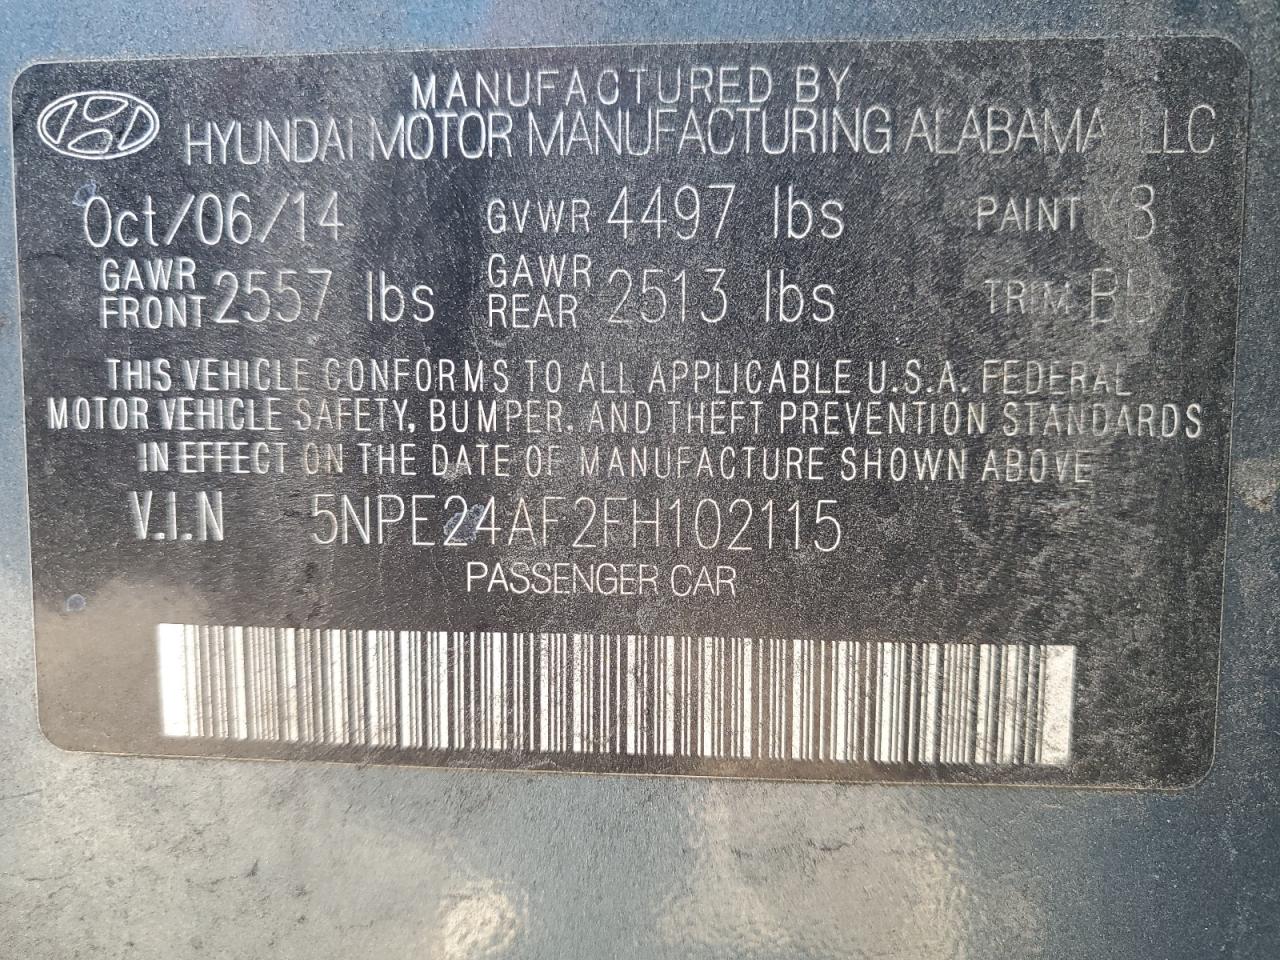 MANUFACTURED BY
HYUNDAI MOTOR MANUFACTURING ALABAMA LLC
Oct/06/14 GVWR 4497 lbs PAINT
GAWR FRONT 2557 lbs GAWR REAR 2513 lbs TRIM
THIS VEHICLE CONFORMS TO ALL APPLICABLE U.S.A. FEDERAL
MOTOR VEHICLE SAFETY, BUMPER, AND THEFT PREVENTION STANDARDS
IN EFFECT ON THE DATE OF MANUFACTURE SHOWN ABOVE
V.I.N 5NPE24AF2FH102115
PASSENGER CAR